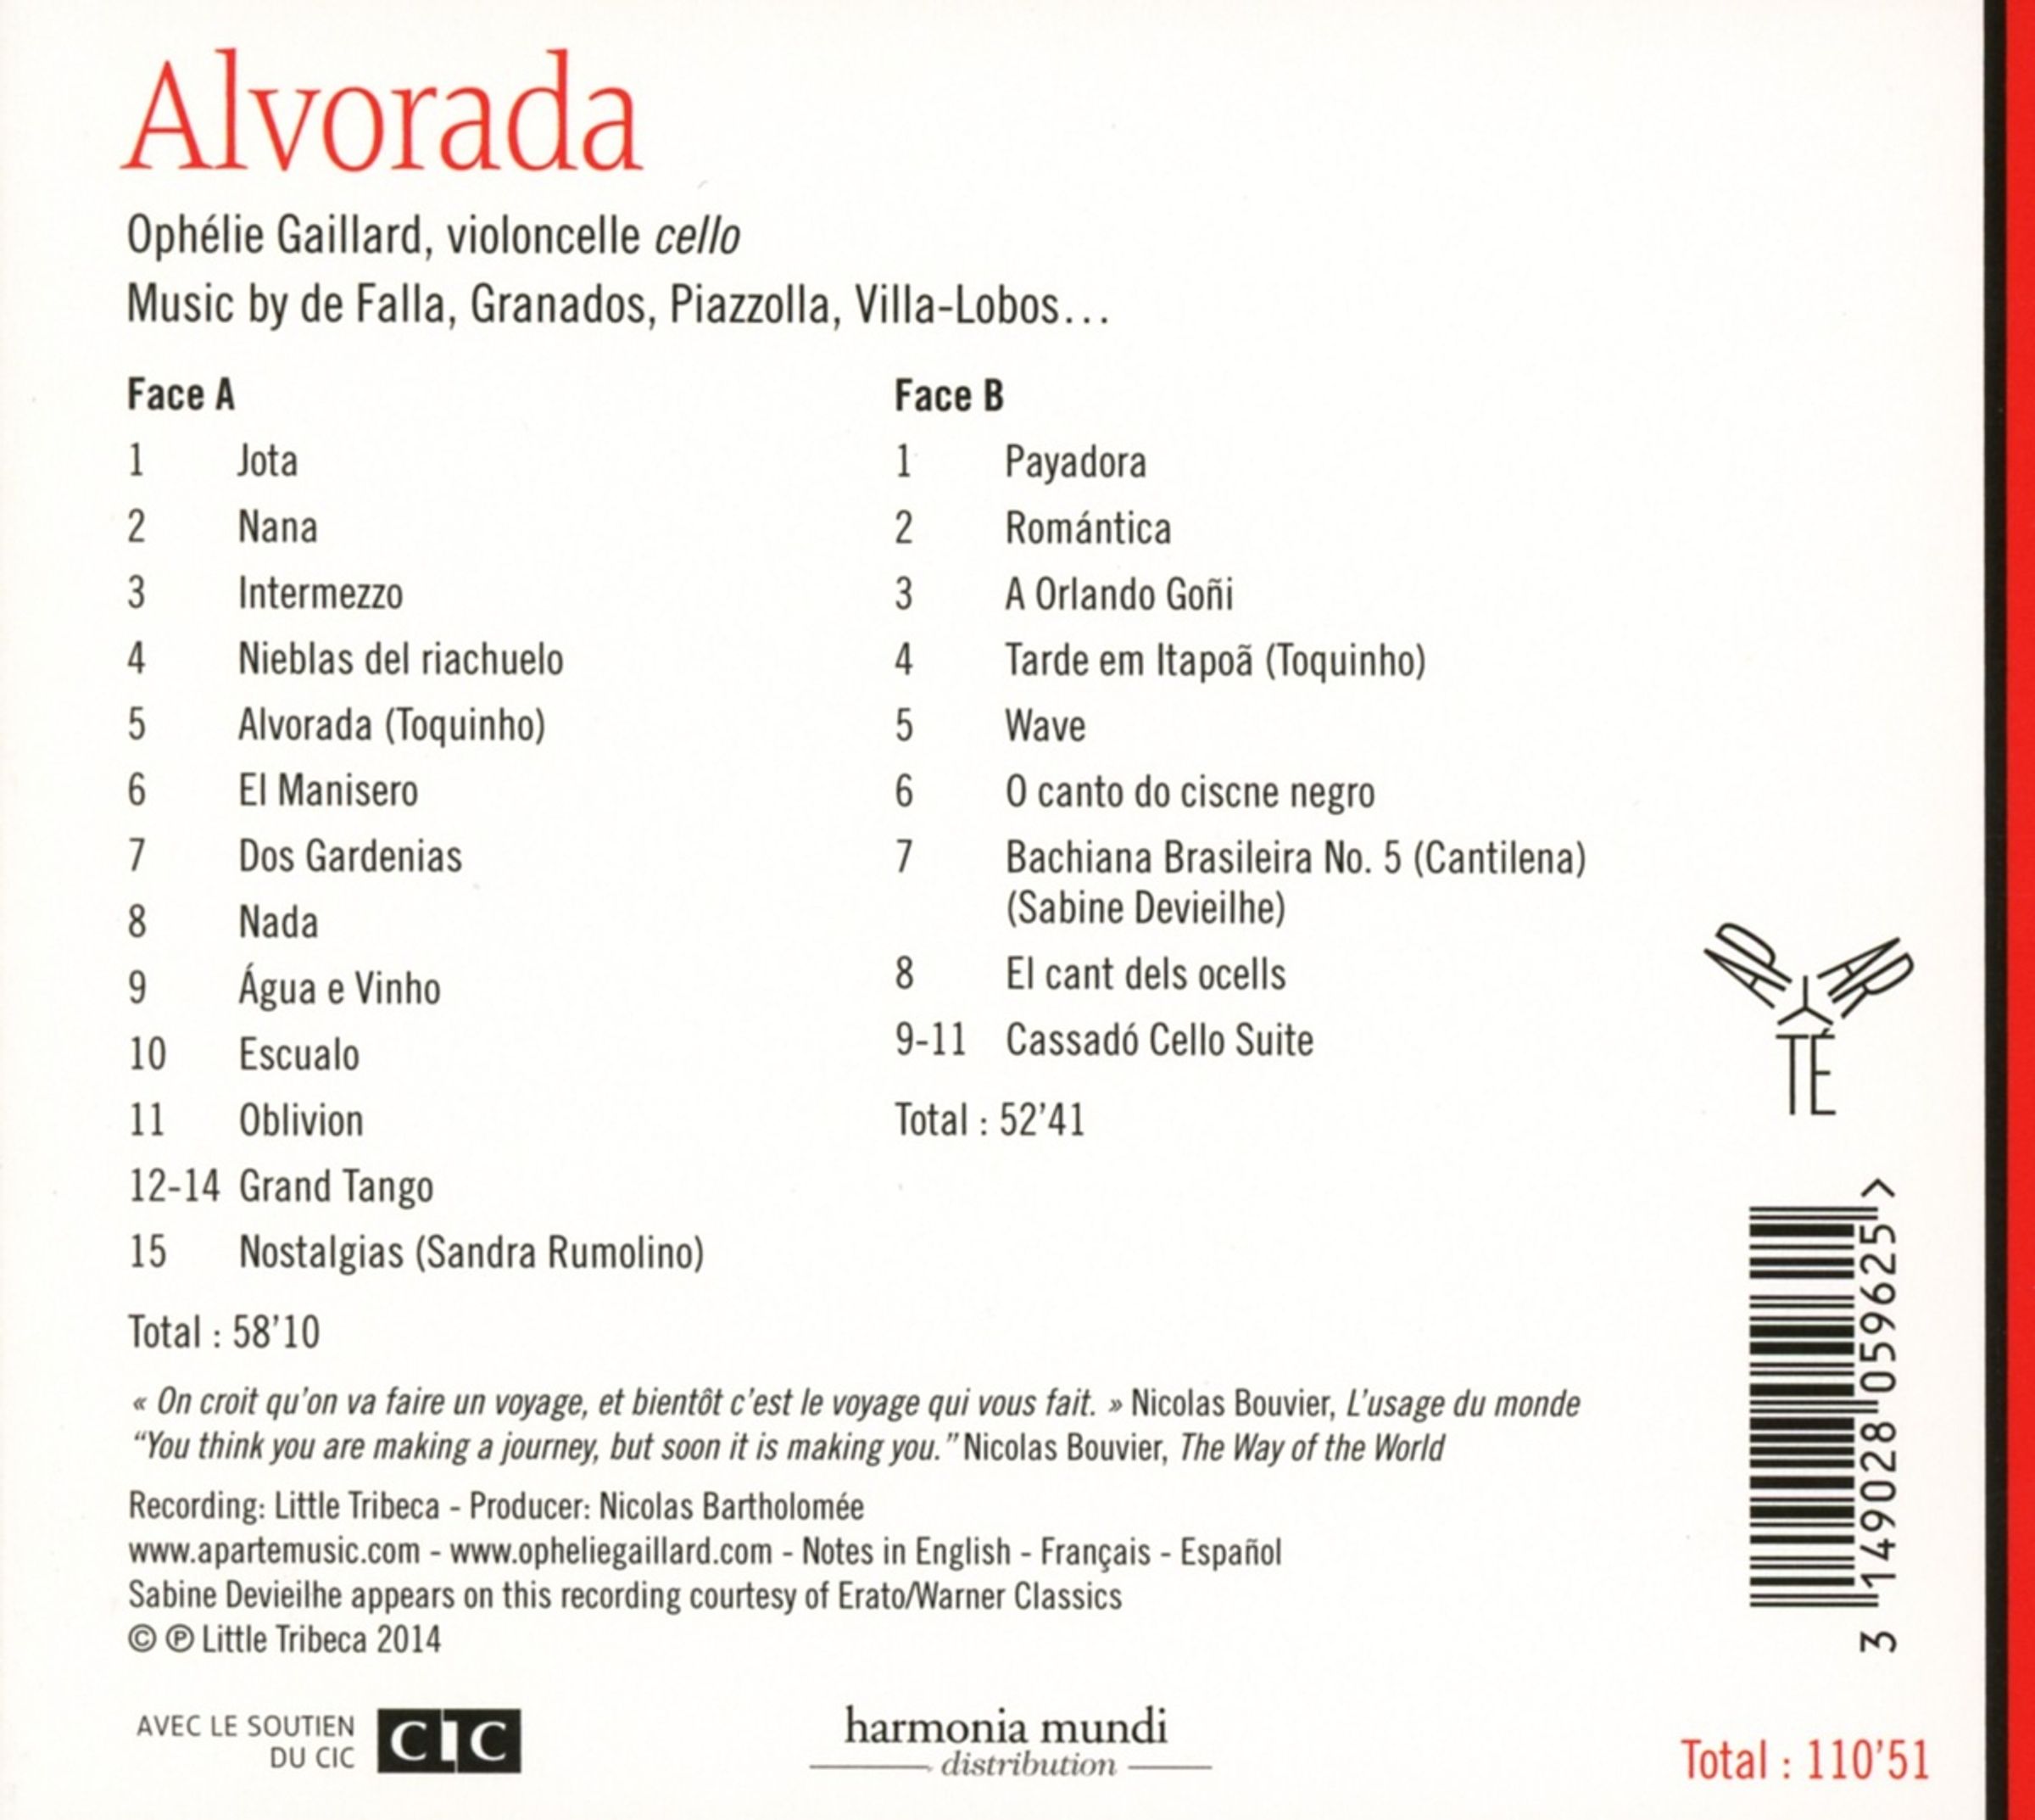 Alvorada
Ophélie Gaillard, violoncelle cello
Music by de Falla, Granados, Piazzolla, Villa-Lobos...
Face A
1 Jota
2 Nana
3 Intermezzo
4 Nieblas del riachuelo
5 Alvorada (Toquinho)
6 El Manisero
7 Dos Gardenias
8 Nada
9 Água e Vinho
10 Escualo
11 Oblivion
12-14 Grand Tango
15 Nostalgias (Sandra Rumolino)
Total : 58'10
Face B
1 Payadora
2 Romántica
3 A Orlando Goñi
4 Tarde em Itapoã (Toquinho)
5 Wave
6 O canto do ciscne negro
7 Bachiana Brasileira No. 5 (Cantilena)
(Sabine Devieilhe)
8 El cant dels ocells
9-11 Cassadó Cello Suite
Total : 52'41
AP
AR
TÉ
3 149028 059625 >
« On croit qu'on va faire un voyage, et bientôt c'est le voyage qui vous fait. » Nicolas Bouvier, L'usage du monde
“You think you are making a journey, but soon it is making you.” Nicolas Bouvier, The Way of the World
Recording: Little Tribeca - Producer: Nicolas Bartholomée
www.apartemusic.com - www.opheliegaillard.com - Notes in English - Français - Español
Sabine Devieilhe appears on this recording courtesy of Erato/Warner Classics
© ℗ Little Tribeca 2014
AVEC LE SOUTIEN
DU CIC
CIC
harmonia mundi
distribution
Total : 110'51